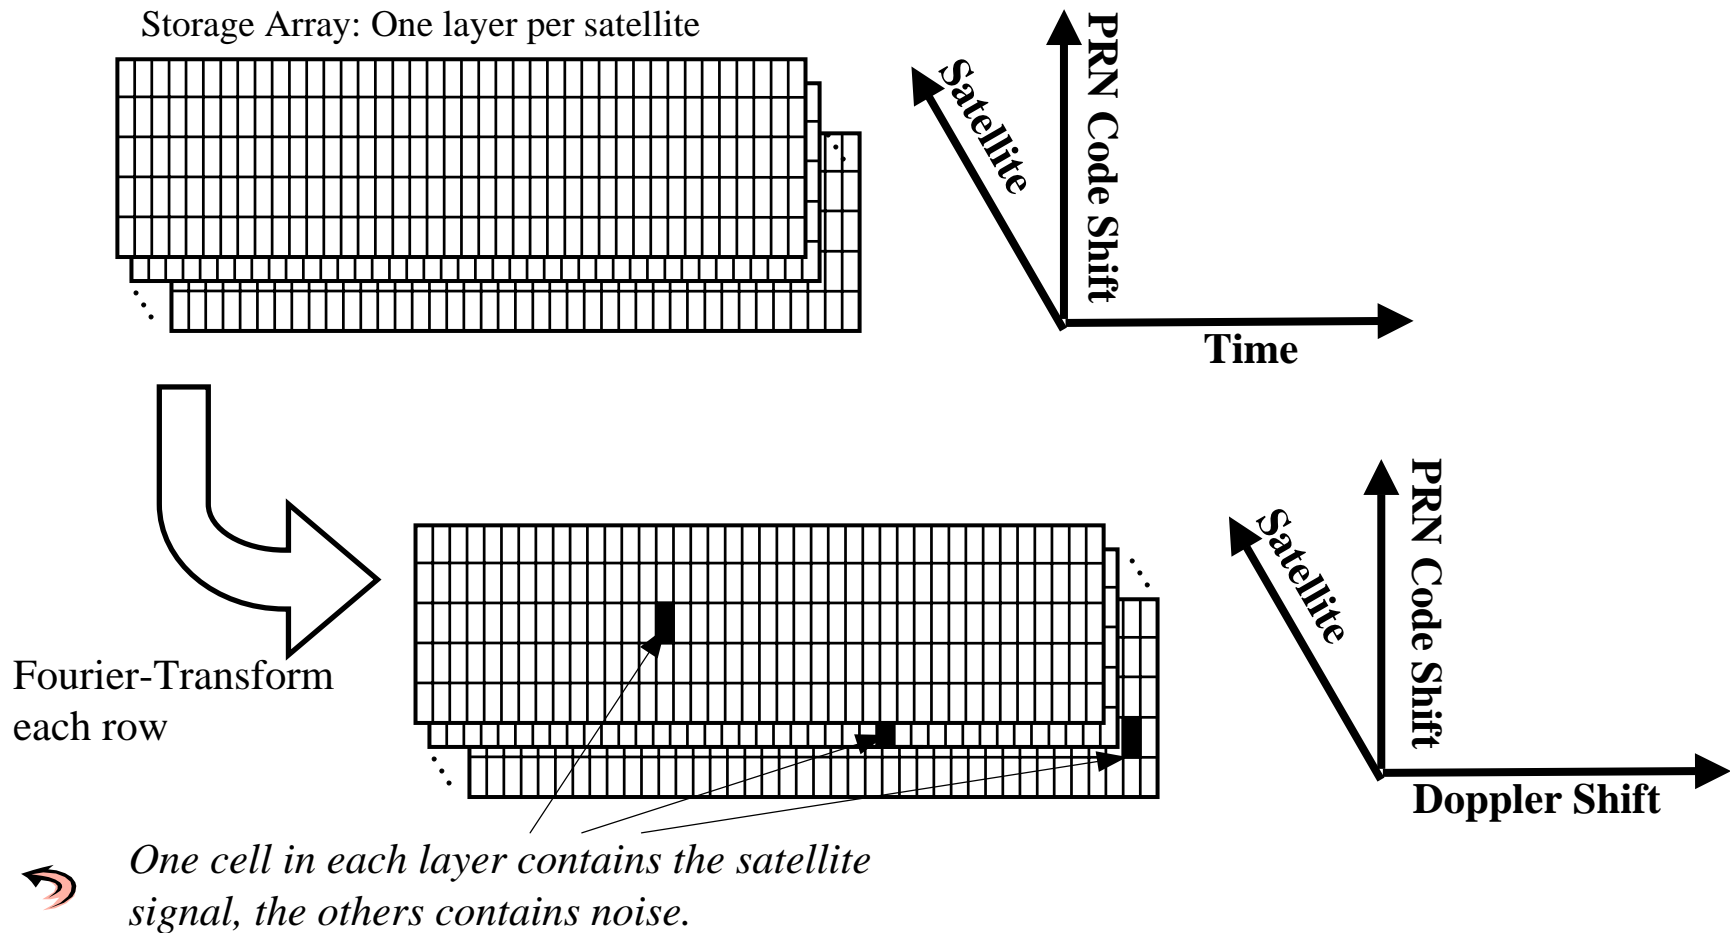 Storage Array: One layer per satellite
Satellite
PRN Code Shift
Time
Fourier-Transform
each row
Satellite
PRN Code Shift
Doppler Shift
One cell in each layer contains the satellite
signal, the others contains noise.